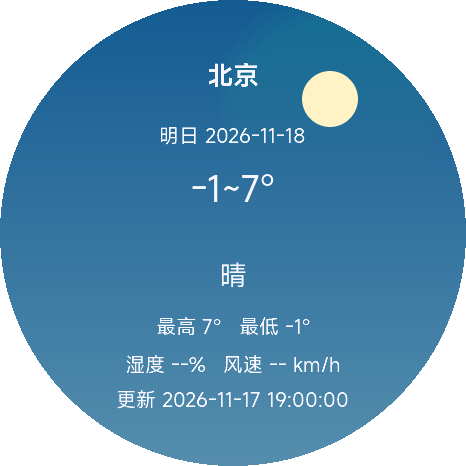 北京
明日 2026-11-18
-1~7°
晴
最高 7° 最低 -1°
湿度 --% 风速 -- km/h
更新 2026-11-17 19:00:00